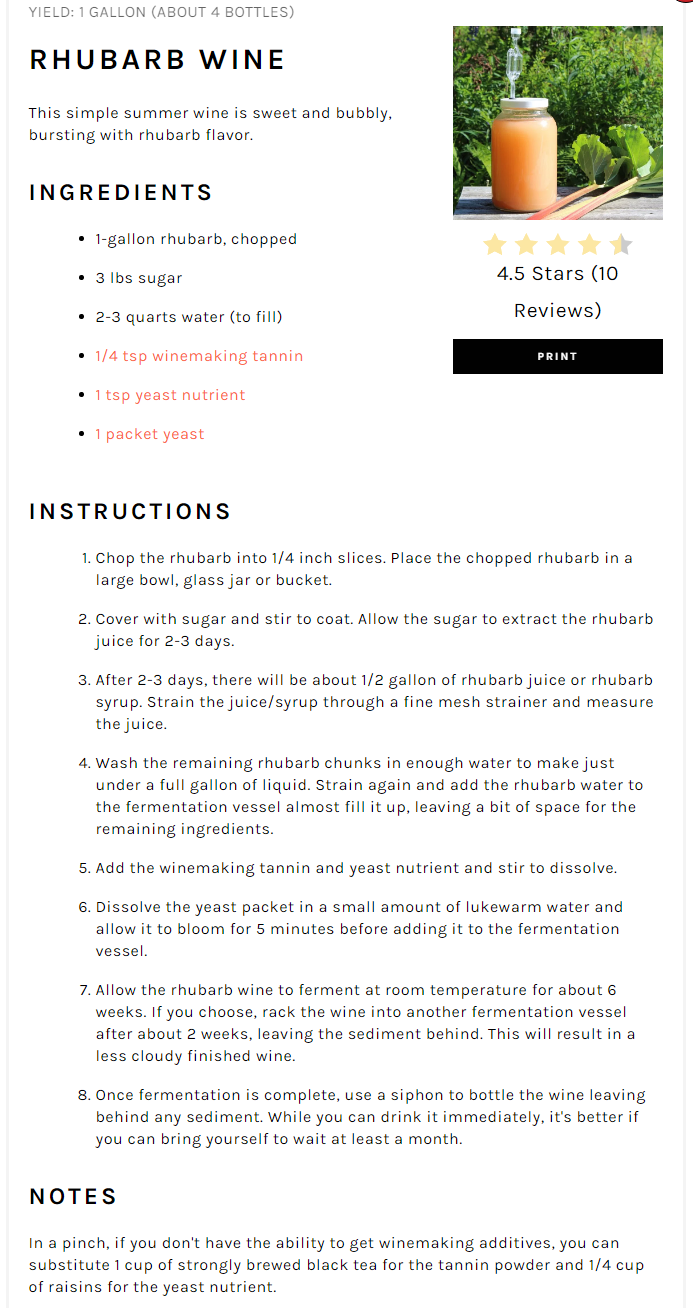 YIELD: 1 GALLON (ABOUT 4 BOTTLES)
RHUBARB WINE
This simple summer wine is sweet and bubbly,
bursting with rhubarb flavor.
4.5 Stars (10
Reviews)
PRINT
INGREDIENTS
• 1-gallon rhubarb, chopped
• 3 lbs sugar
• 2-3 quarts water (to fill)
• 1/4 tsp winemaking tannin
• 1 tsp yeast nutrient
• 1 packet yeast
INSTRUCTIONS
1. Chop the rhubarb into 1/4 inch slices. Place the chopped rhubarb in a
large bowl, glass jar or bucket.
2. Cover with sugar and stir to coat. Allow the sugar to extract the rhubarb
juice for 2-3 days.
3. After 2-3 days, there will be about 1/2 gallon of rhubarb juice or rhubarb
syrup. Strain the juice/syrup through a fine mesh strainer and measure
the juice.
4. Wash the remaining rhubarb chunks in enough water to make just
under a full gallon of liquid. Strain again and add the rhubarb water to
the fermentation vessel almost fill it up, leaving a bit of space for the
remaining ingredients.
5. Add the winemaking tannin and yeast nutrient and stir to dissolve.
6. Dissolve the yeast packet in a small amount of lukewarm water and
allow it to bloom for 5 minutes before adding it to the fermentation
vessel.
7. Allow the rhubarb wine to ferment at room temperature for about 6
weeks. If you choose, rack the wine into another fermentation vessel
after about 2 weeks, leaving the sediment behind. This will result in a
less cloudy finished wine.
8. Once fermentation is complete, use a siphon to bottle the wine leaving
behind any sediment. While you can drink it immediately, it's better if
you can bring yourself to wait at least a month.
NOTES
In a pinch, if you don't have the ability to get winemaking additives, you can
substitute 1 cup of strongly brewed black tea for the tannin powder and 1/4 cup
of raisins for the yeast nutrient.